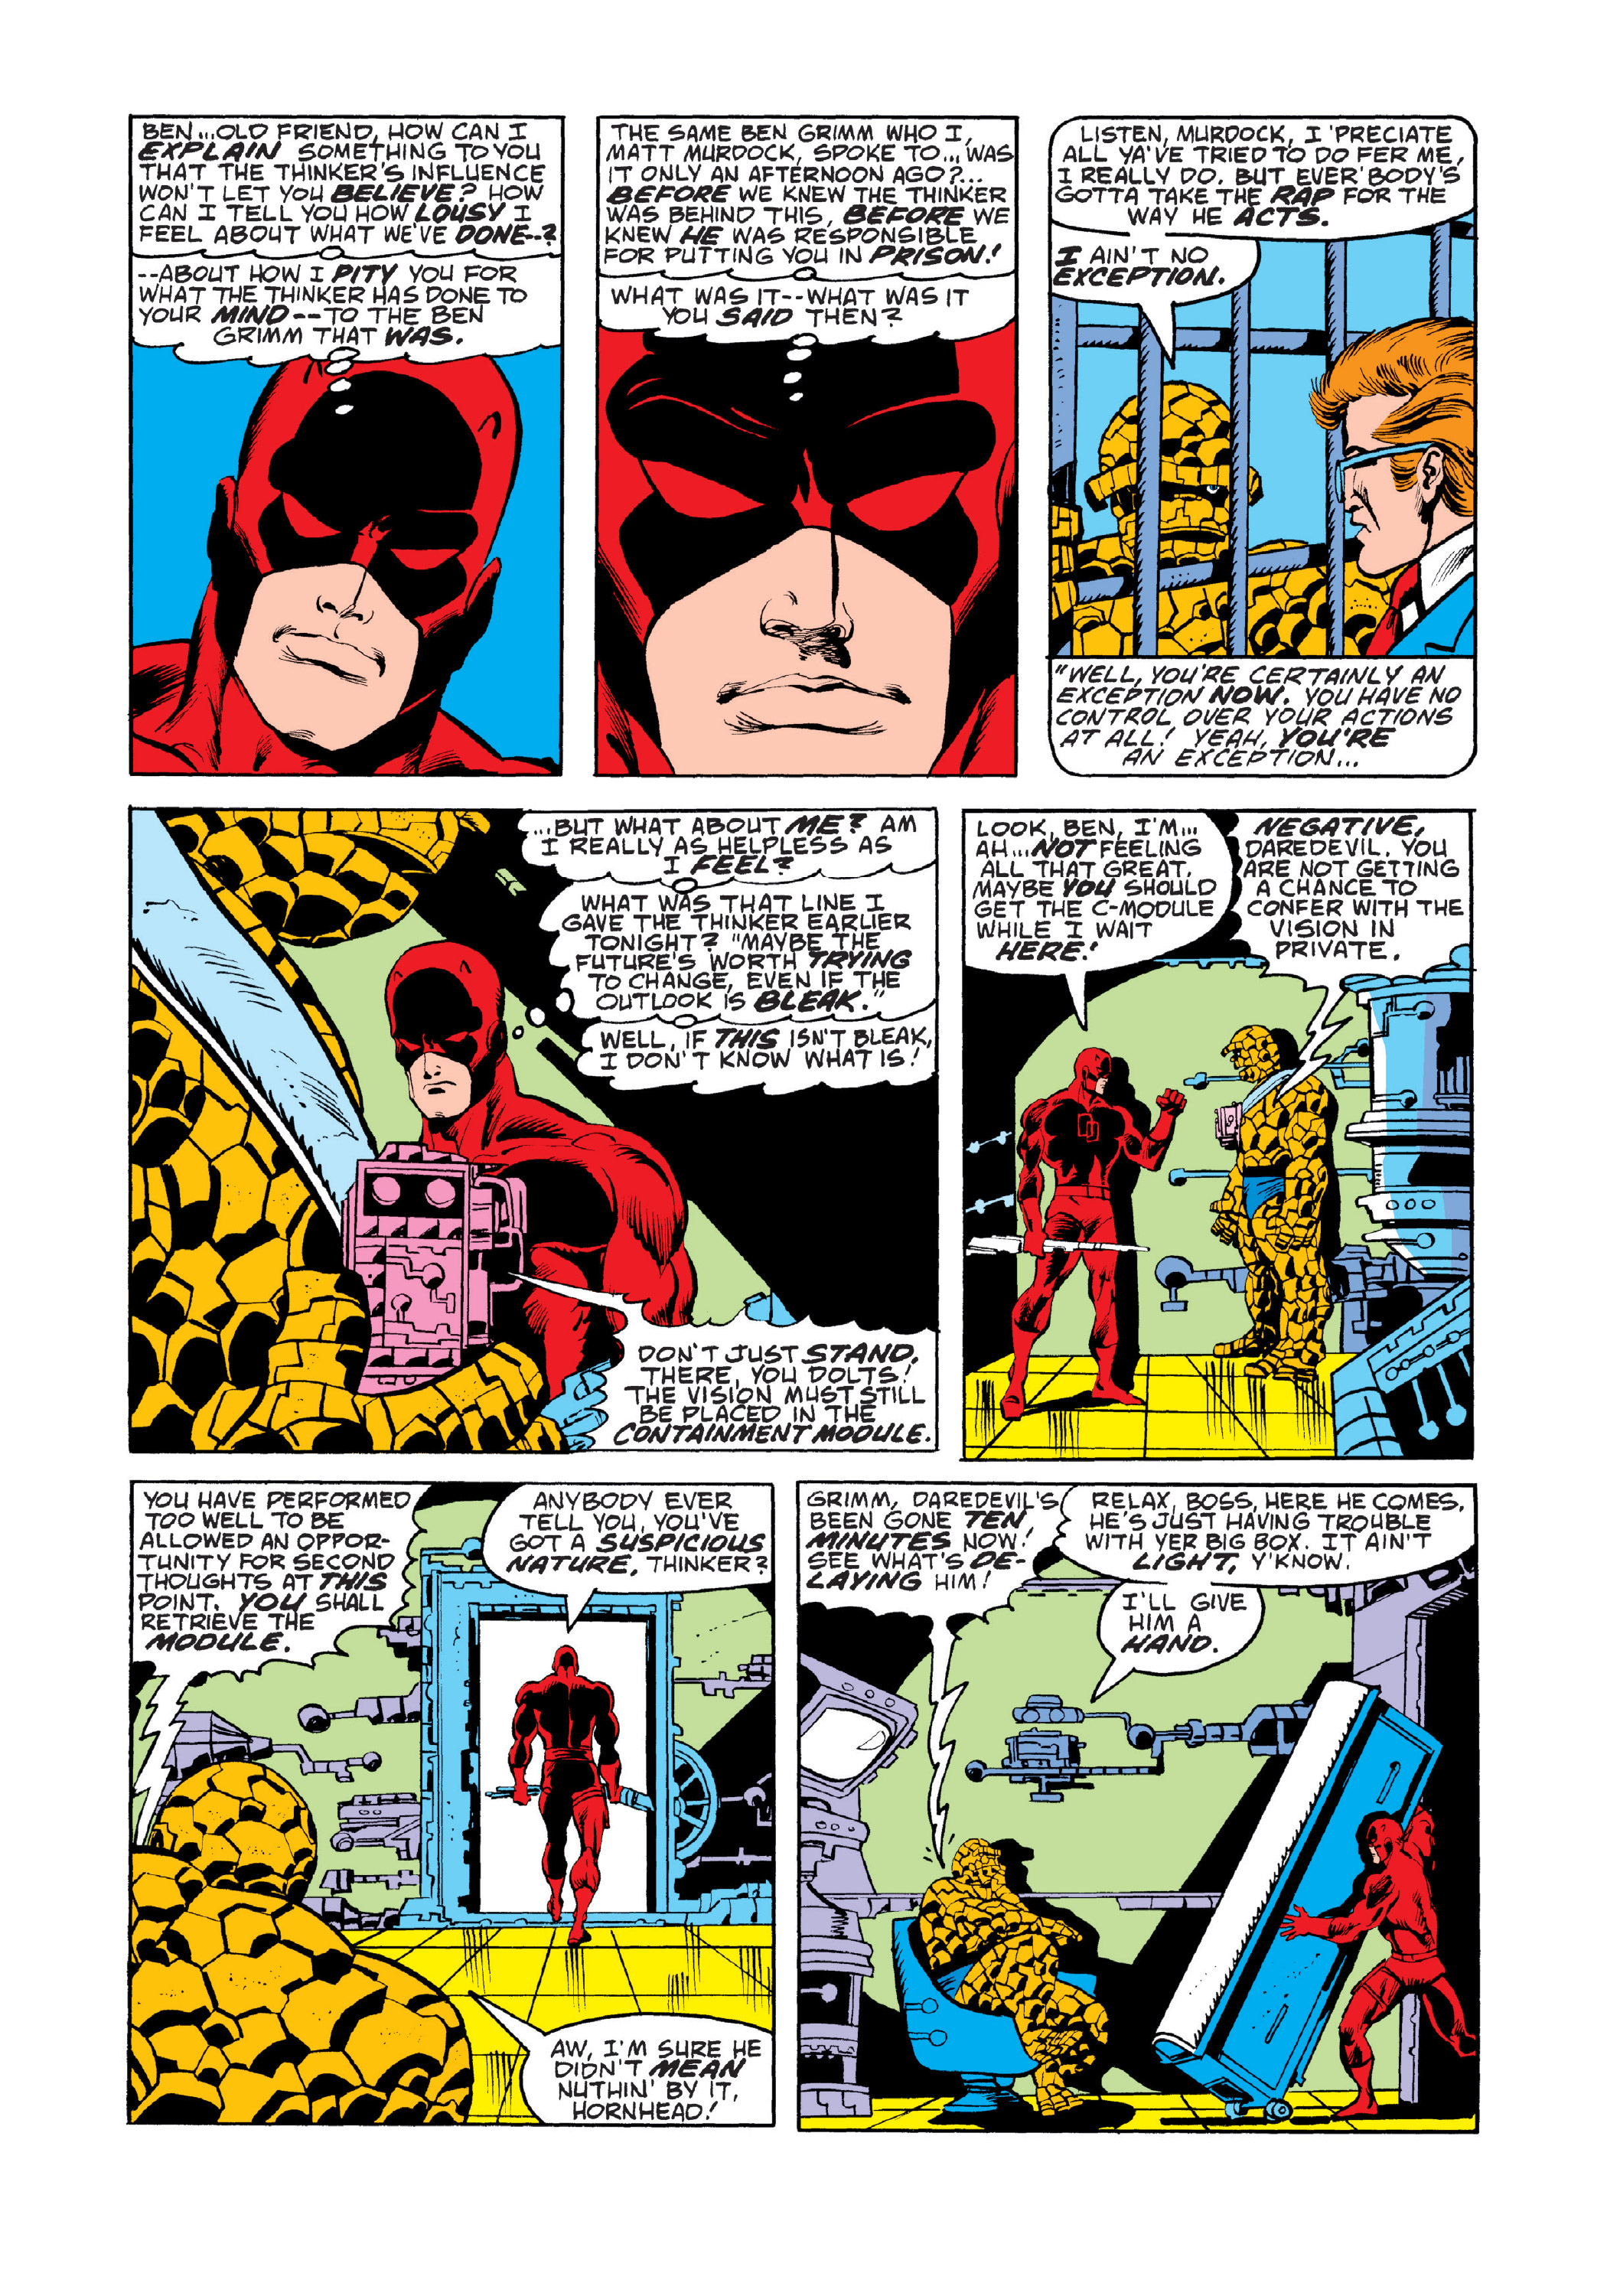 BEN...OLD FRIEND, HOW CAN I
EXPLAIN SOMETHING TO YOU
THAT THE THINKER'S INFLUENCE
WON'T LET YOU BELIEVE? HOW
CAN I TELL YOU HOW LOUSY I
FEEL ABOUT WHAT WE'VE DONE--?
--ABOUT HOW I PITY YOU FOR
WHAT THE THINKER HAS DONE TO
YOUR MIND--TO THE BEN
GRIMM THAT WAS.
THE SAME BEN GRIMM WHO I,
MATT MURDOCK, SPOKE TO...WAS
IT ONLY AN AFTERNOON AGO?...
BEFORE WE KNEW THE THINKER
WAS BEHIND THIS, BEFORE WE
KNEW HE WAS RESPONSIBLE
FOR PUTTING YOU IN PRISON!
WHAT WAS IT--WHAT WAS IT
YOU SAID THEN?
LISTEN, MURDOCK, I 'PRECIATE
ALL YA'VE TRIED TO DO FER ME,
I REALLY DO. BUT EVER'BODY'S
GOTTA TAKE THE RAP FOR THE
WAY HE ACTS.
I AIN'T NO
EXCEPTION.
"WELL, YOU'RE CERTAINLY AN
EXCEPTION NOW. YOU HAVE NO
CONTROL OVER YOUR ACTIONS
AT ALL! YEAH, YOU'RE
AN EXCEPTION...
...BUT WHAT ABOUT ME? AM
I REALLY AS HELPLESS AS
I FEEL?
WHAT WAS THAT LINE I
GAVE THE THINKER EARLIER
TONIGHT? "MAYBE THE
FUTURE'S WORTH TRYING
TO CHANGE, EVEN IF THE
OUTLOOK IS BLEAK."
WELL, IF THIS ISN'T BLEAK,
I DON'T KNOW WHAT IS!
DON'T JUST STAND
THERE, YOU DOLTS!
THE VISION MUST STILL
BE PLACED IN THE
CONTAINMENT MODULE.
LOOK, BEN, I'M...
AH...NOT FEELING
ALL THAT GREAT.
MAYBE YOU SHOULD
GET THE C-MODULE
WHILE I WAIT
HERE!
NEGATIVE,
DAREDEVIL. YOU
ARE NOT GETTING
A CHANCE TO
CONFER WITH THE
VISION IN
PRIVATE.
DD
YOU HAVE PERFORMED
TOO WELL TO BE
ALLOWED AN OPPOR-
TUNITY FOR SECOND
THOUGHTS AT THIS
POINT. YOU SHALL
RETRIEVE THE
MODULE.
ANYBODY EVER
TELL YOU, YOU'VE
GOT A SUSPICIOUS
NATURE, THINKER?
AW, I'M SURE HE
DIDN'T MEAN
NUTHIN' BY IT,
HORNHEAD!
GRIMM, DAREDEVIL'S
BEEN GONE TEN
MINUTES NOW!
SEE WHAT'S DE-
LAYING HIM!
RELAX, BOSS, HERE HE COMES.
HE'S JUST HAVING TROUBLE
WITH YER BIG BOX. IT AIN'T
LIGHT, Y'KNOW.
I'LL GIVE
HIM A
HAND.